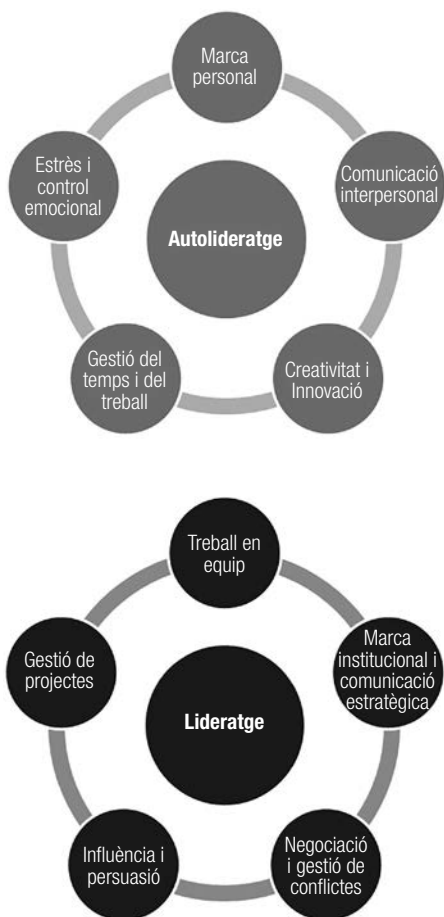 Marca
personal
Estrès i
control
emocional
Comunicació
interpersonal
Autolideratge
Gestió del
temps i del
treball
Creativitat i
Innovació
Treball en
equip
Gestió de
projectes
Marca
institucional i
comunicació
estratègica
Lideratge
Influència i
persuasió
Negociació
i gestió de
conflictes